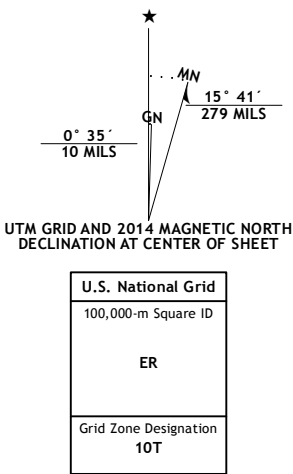 MN
GN
15° 41´
279 MILS
0° 35´
10 MILS
UTM GRID AND 2014 MAGNETIC NORTH
DECLINATION AT CENTER OF SHEET
U.S. National Grid
100,000-m Square ID
ER
Grid Zone Designation
10T